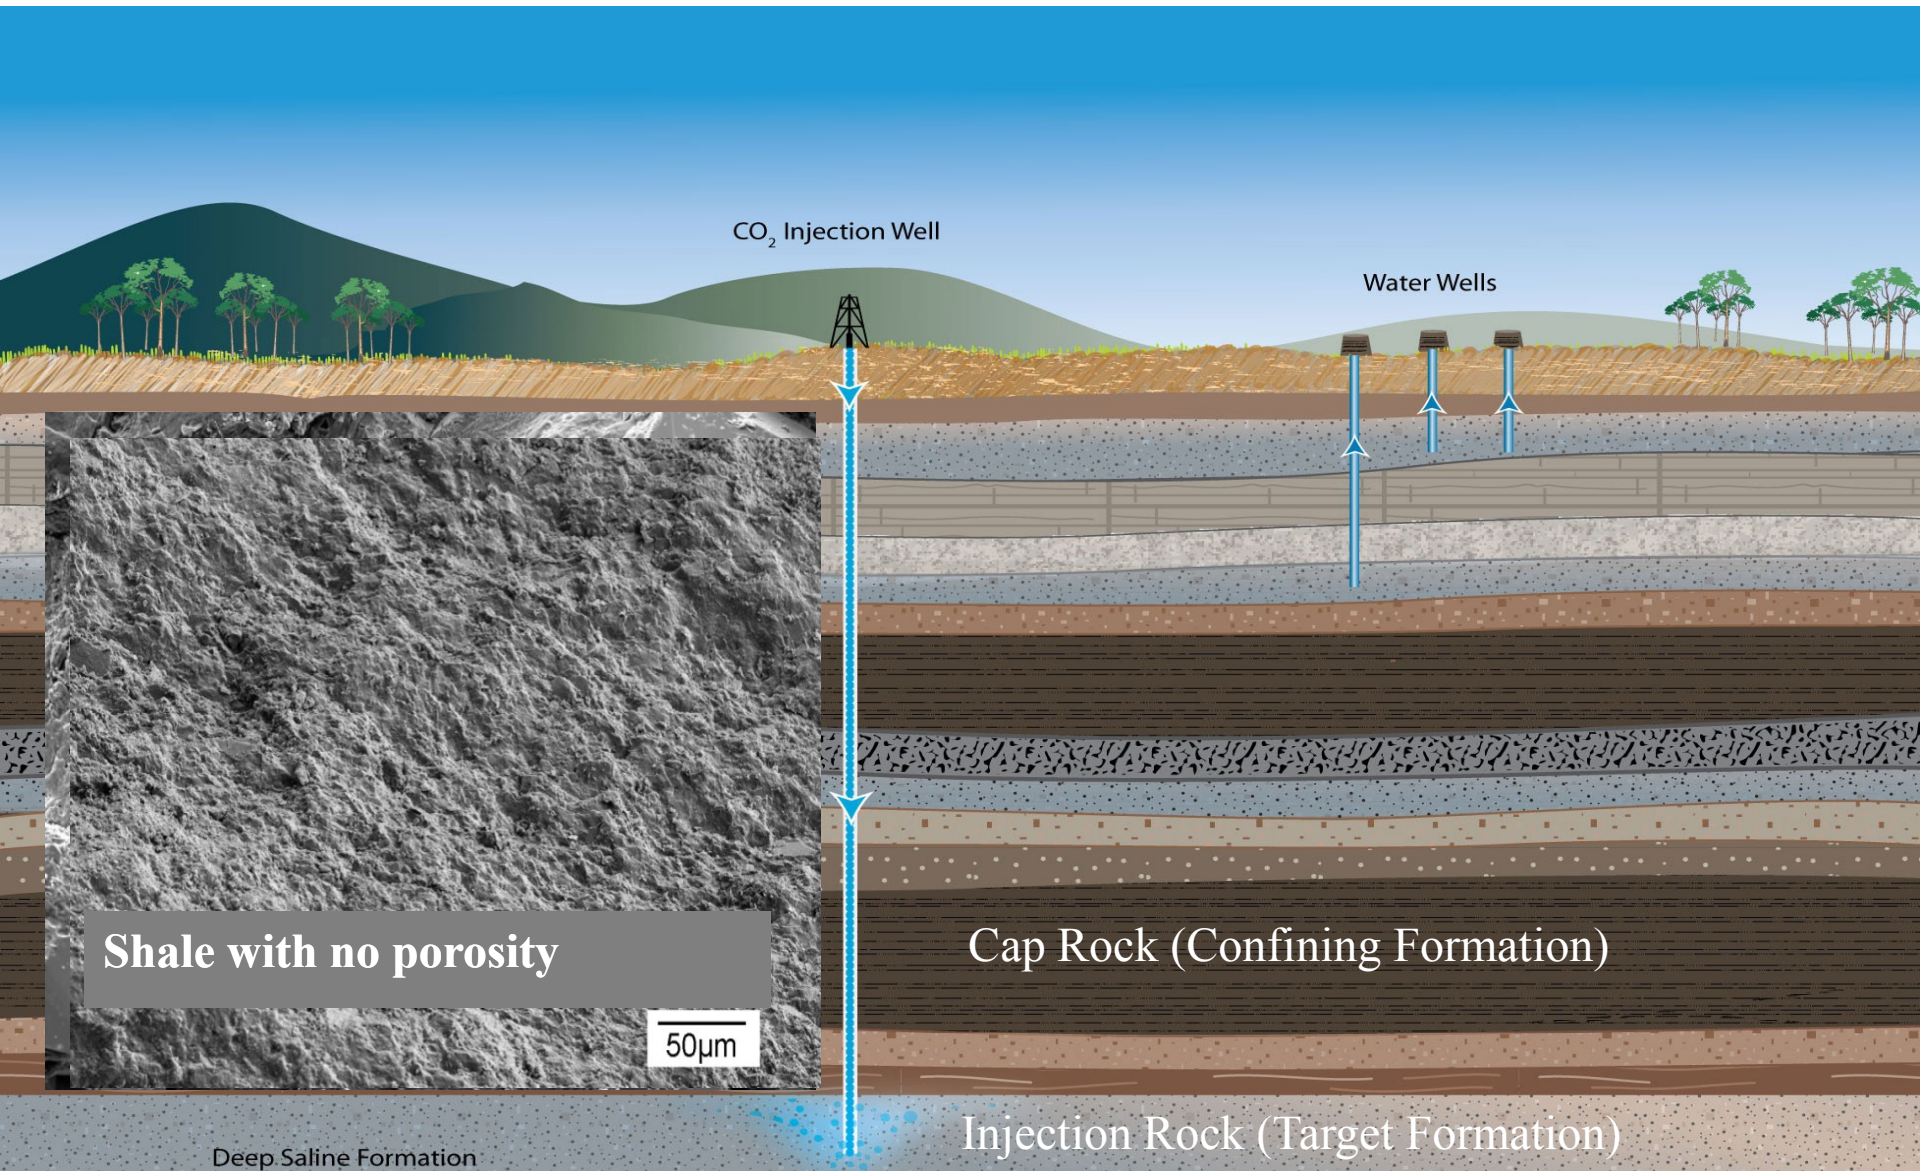 CO₂ Injection Well
Water Wells
Shale with no porosity
Cap Rock (Confining Formation)
50µm
Injection Rock (Target Formation)
Deep Saline Formation